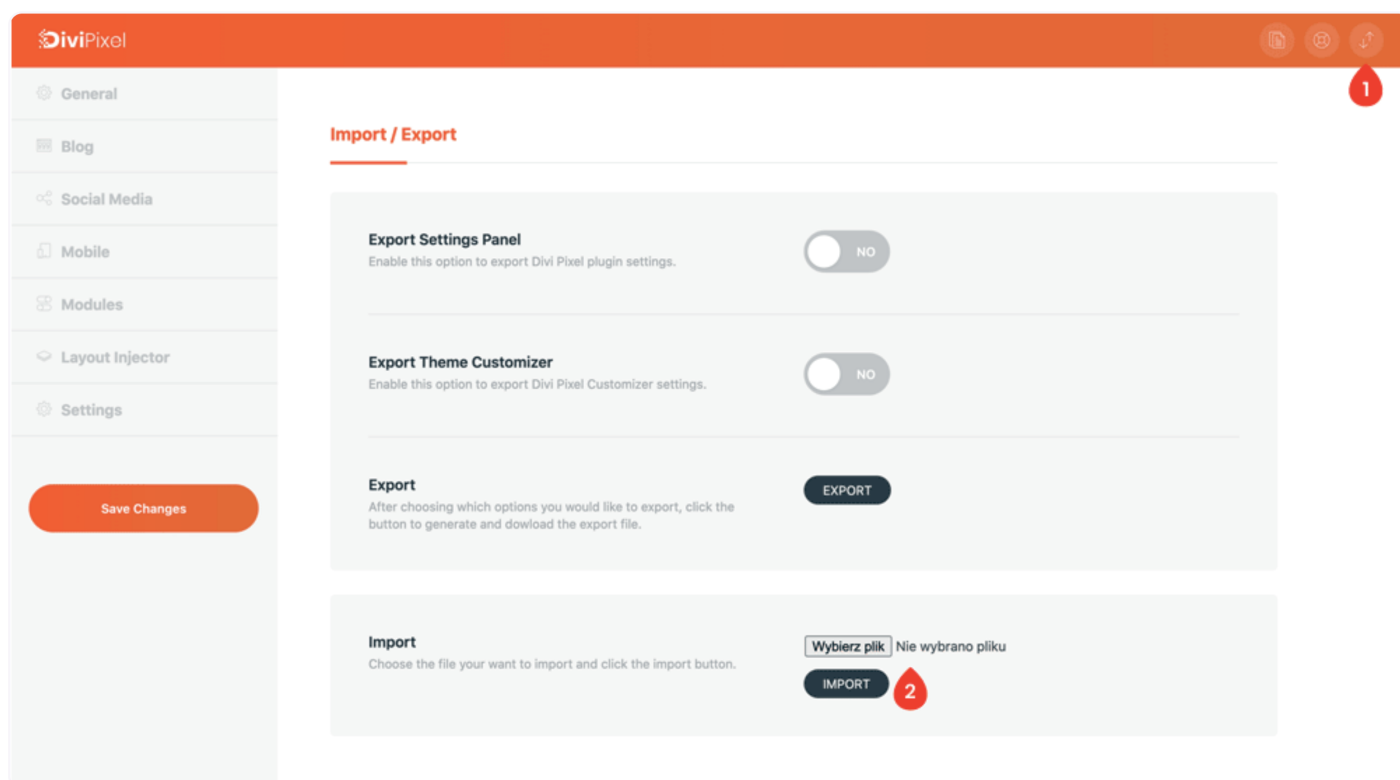 DiviPixel
1
General
Blog
Social Media
Mobile
Modules
Layout Injector
Settings
Save Changes
Import / Export
Export Settings Panel
Enable this option to export Divi Pixel plugin settings.
NO
Export Theme Customizer
Enable this option to export Divi Pixel Customizer settings.
NO
Export
After choosing which options you would like to export, click the
button to generate and dowload the export file.
EXPORT
Import
Choose the file your want to import and click the import button.
Wybierz plik Nie wybrano pliku
IMPORT
2